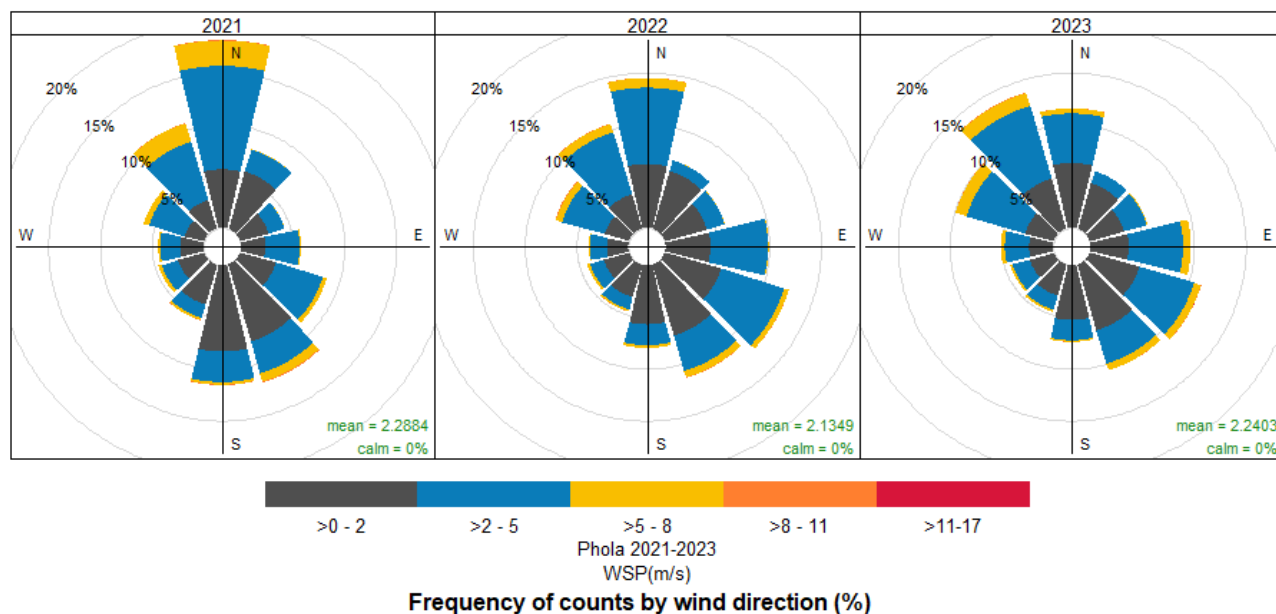 2021 2022 2023
N N N
20% 20% 20%
15% 15% 15%
10% 10% 10%
5% 5% 5%
W E W E W E
mean = 2.2884 mean = 2.1349 mean = 2.2403
S S S
calm = 0% calm = 0% calm = 0%
>0 - 2 >2 - 5 >5 - 8 >8 - 11 >11-17
Phola 2021-2023
WSP(m/s)
Frequency of counts by wind direction (%)